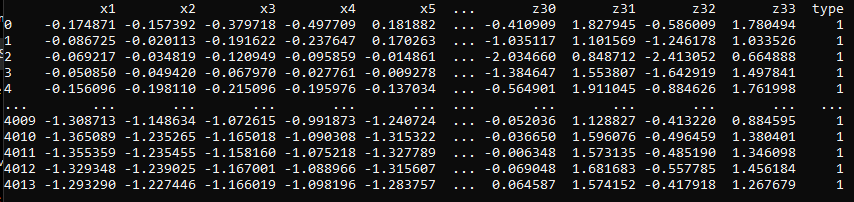 x1 x2 x3 x4 x5 ... z30 z31 z32 z33 type
0 -0.174871 -0.157392 -0.379718 -0.497709 0.181882 ... -0.410909 1.827945 -0.586009 1.780494 1
1 -0.086725 -0.020113 -0.191622 -0.237647 0.170263 ... -1.035117 1.101569 -1.246178 1.033526 1
2 -0.069217 -0.034819 -0.120949 -0.095859 -0.014861 ... -2.034660 0.848712 -2.413052 0.664888 1
3 -0.050850 -0.049420 -0.067970 -0.027761 -0.009278 ... -1.384647 1.553807 -1.642919 1.497841 1
4 -0.156096 -0.198110 -0.215096 -0.195976 -0.137034 ... -0.564901 1.911045 -0.884626 1.761998 1
... ... ... ... ... ... ... ... ... ... ... ...
4009 -1.308713 -1.148634 -1.072615 -0.991873 -1.240724 ... -0.052036 1.128827 -0.413220 0.884595 1
4010 -1.365089 -1.235265 -1.165018 -1.090308 -1.315322 ... -0.036650 1.596076 -0.496459 1.380401 1
4011 -1.355359 -1.235455 -1.158160 -1.075218 -1.327789 ... -0.006348 1.573135 -0.485190 1.346098 1
4012 -1.329348 -1.239025 -1.167001 -1.088966 -1.315607 ... -0.069048 1.681683 -0.557785 1.456184 1
4013 -1.293290 -1.227446 -1.166019 -1.098196 -1.283757 ... 0.064587 1.574152 -0.417918 1.267679 1